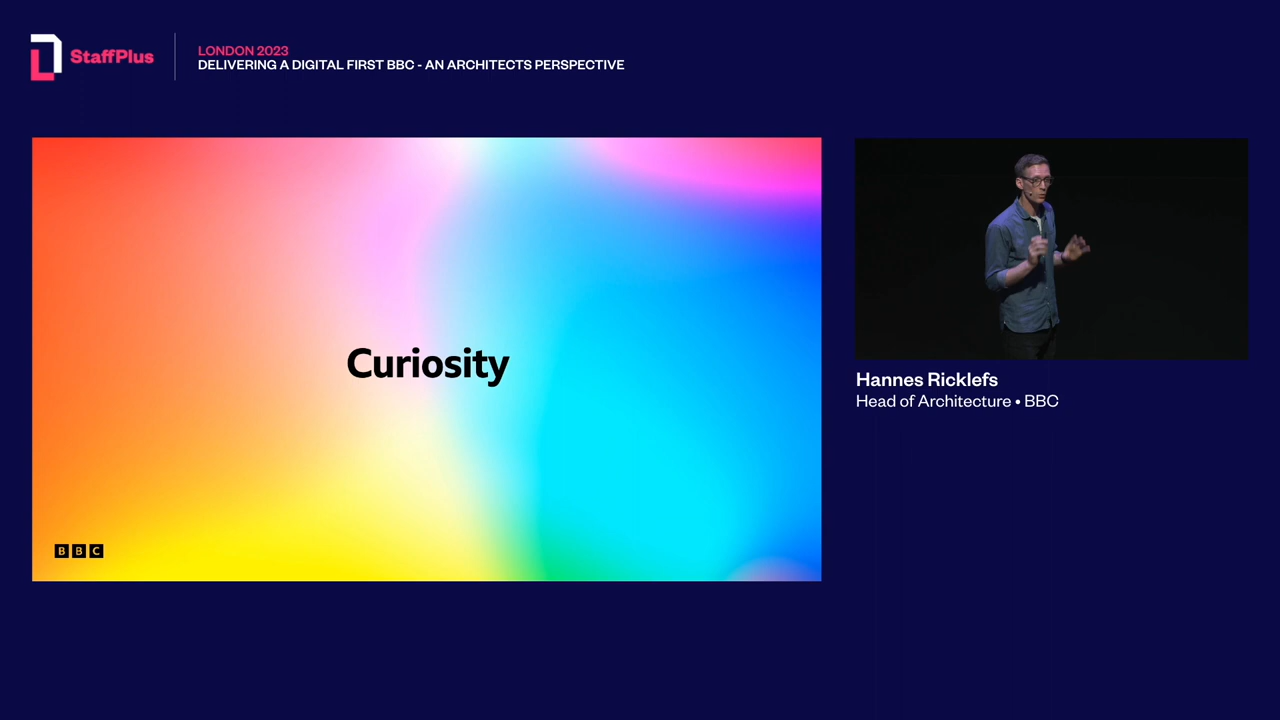 StaffPlus
LONDON 2023
DELIVERING A DIGITAL FIRST BBC - AN ARCHITECTS PERSPECTIVE
Curiosity
BBC
Hannes Ricklefs
Head of Architecture • BBC